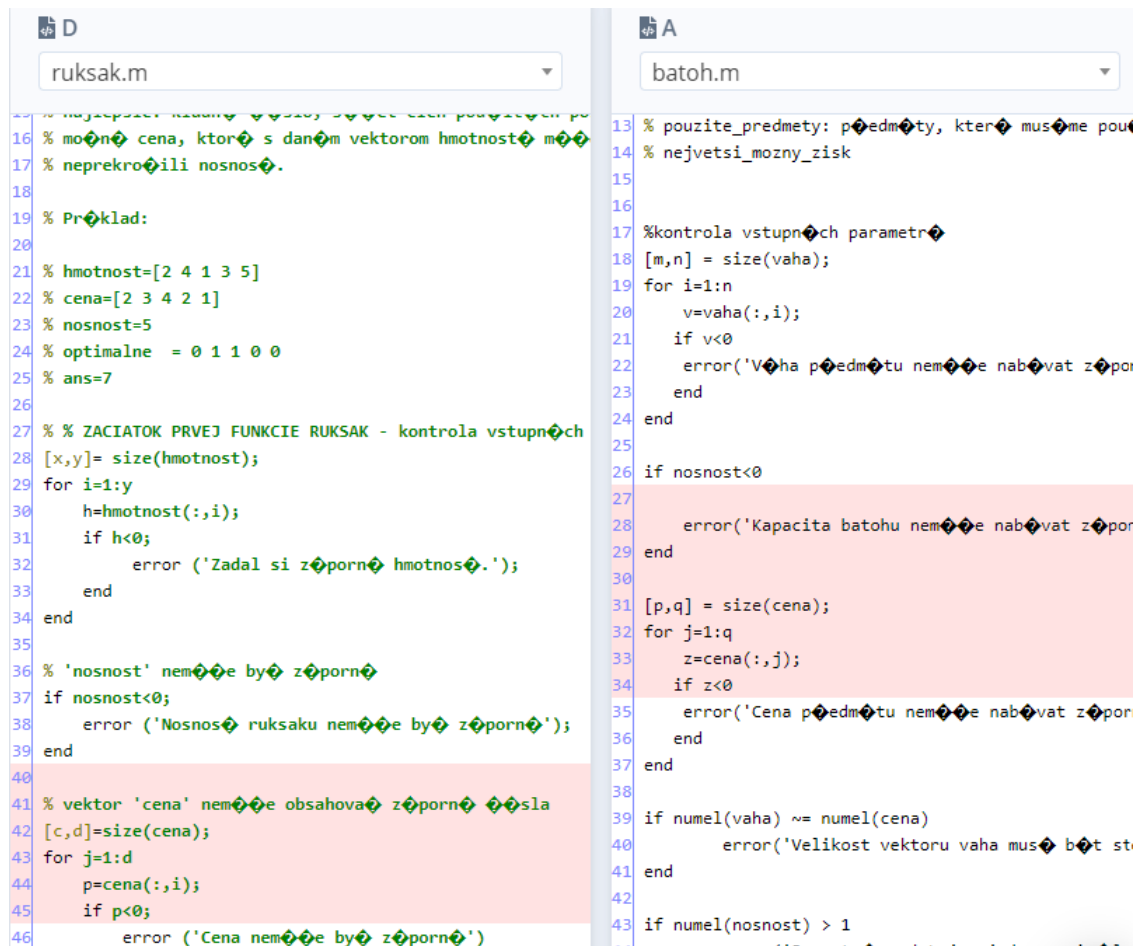 D
ruksak.m
16 % mo�n� cena, ktor� s dan�m vektorom hmotnost� m��
17 % neprekro�ili nosnos�.
18
19 % Pr�klad:
20
21 % hmotnost=[2 4 1 3 5]
22 % cena=[2 3 4 2 1]
23 % nosnost=5
24 % optimalne  = 0 1 1 0 0
25 % ans=7
26
27 % % ZACIATOK PRVEJ FUNKCIE RUKSAK - kontrola vstupn�ch
28 [x,y]= size(hmotnost);
29 for i=1:y
30     h=hmotnost(:,i);
31     if h<0;
32          error ('Zadal si z�porn� hmotnos�.');
33     end
34 end
35
36 % 'nosnost' nem��e by� z�porn�
37 if nosnost<0;
38     error ('Nosnos� ruksaku nem��e by� z�porn�');
39 end
40
41 % vektor 'cena' nem��e obsahova� z�porn� ��sla
42 [c,d]=size(cena);
43 for j=1:d
44     p=cena(:,i);
45     if p<0;
46         error ('Cena nem��e by� z�porn�')
A
batoh.m
13 % pouzite_predmety: p�edm�ty, kter� mus�me pou�
14 % nejvetsi_mozny_zisk
15
16
17 %kontrola vstupn�ch parametr�
18 [m,n] = size(vaha);
19 for i=1:n
20     v=vaha(:,i);
21    if v<0
22     error('V�ha p�edm�tu nem��e nab�vat z�por
23    end
24 end
25
26 if nosnost<0
27
28     error('Kapacita batohu nem��e nab�vat z�por
29 end
30
31 [p,q] = size(cena);
32 for j=1:q
33     z=cena(:,j);
34    if z<0
35     error('Cena p�edm�tu nem��e nab�vat z�por
36    end
37 end
38
39 if numel(vaha) ~= numel(cena)
40         error('Velikost vektoru vaha mus� b�t st
41 end
42
43 if numel(nosnost) > 1